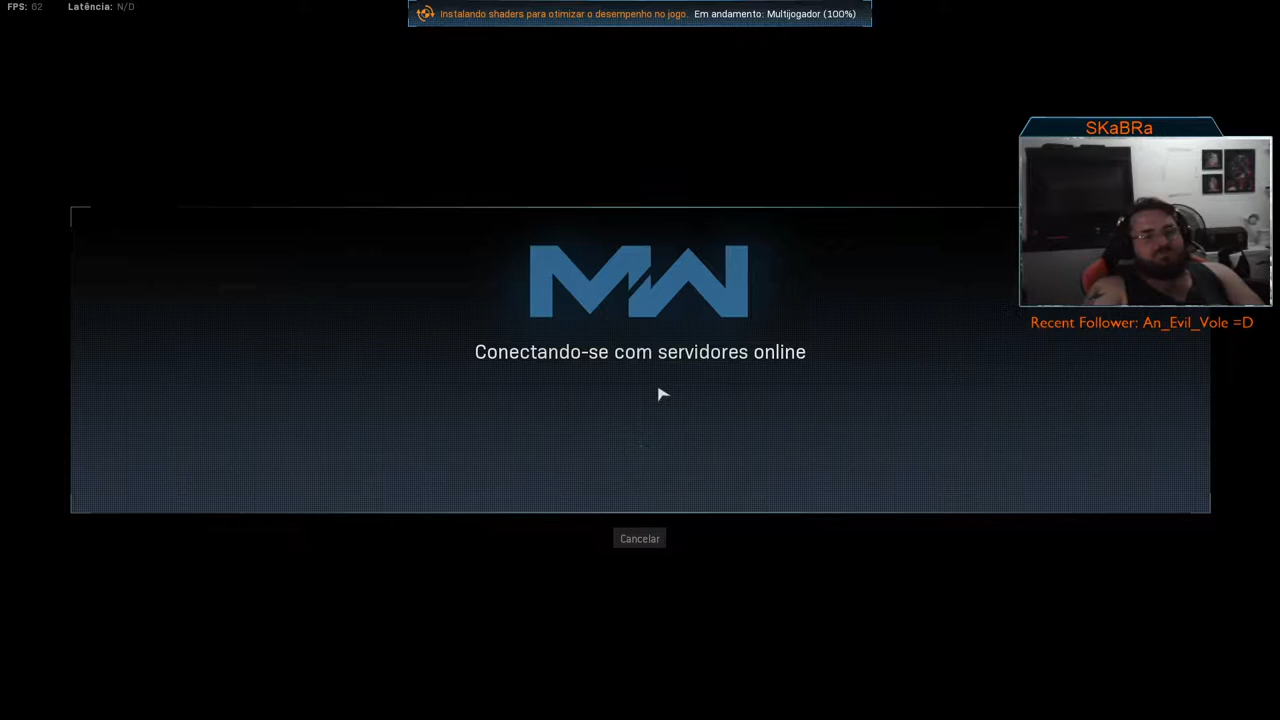 FPS: 62 Latência: N/D
Instalando shaders para otimizar o desempenho no jogo. Em andamento: Multijogador (100%)
SKaBRa
MW
Conectando-se com servidores online
Recent Follower: An_Evil_Vole =D
Cancelar